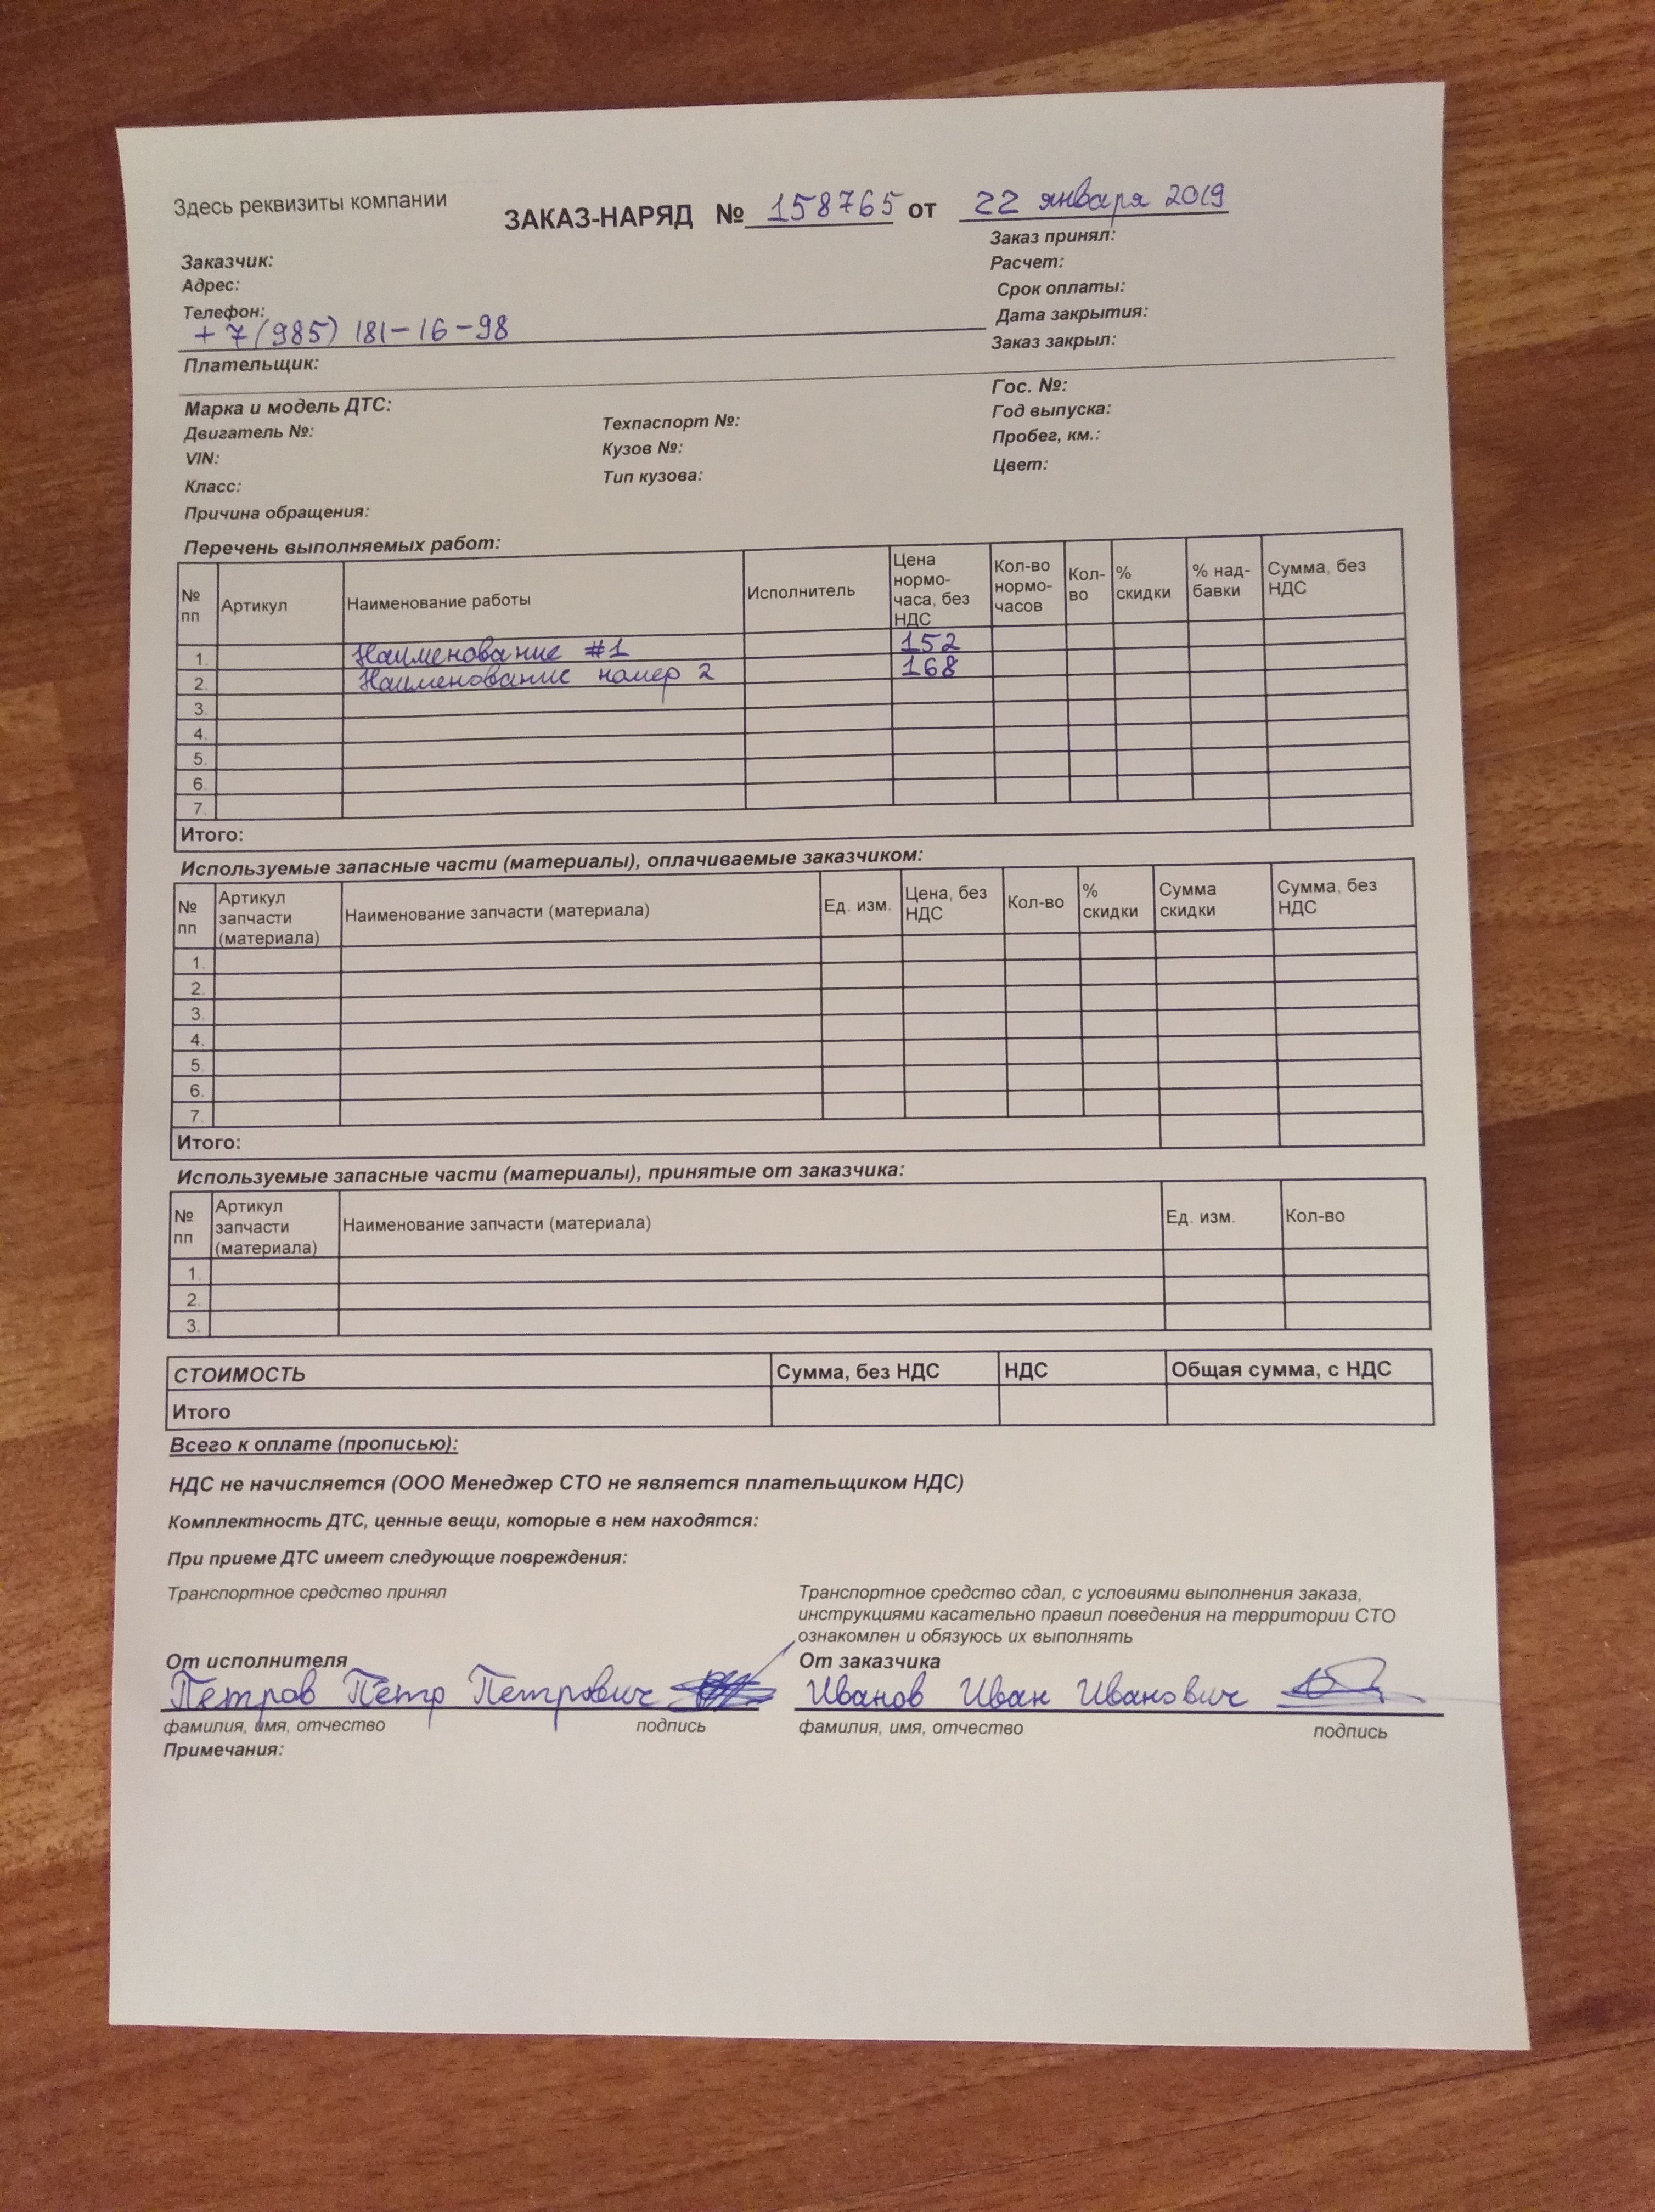 Здесь реквизиты компании
ЗАКАЗ-НАРЯД № 158765 от 22 января 2019
Заказчик:
Адрес:
Телефон:
+7(985) 181-16-98
Плательщик:
Заказ принял:
Расчет:
Срок оплаты:
Дата закрытия:
Заказ закрыл:
Марка и модель ДТС:
Двигатель №:
VIN:
Класс:
Причина обращения:
Техпаспорт №:
Кузов №:
Тип кузова:
Гос. №:
Год выпуска:
Пробег, км.:
Цвет:
Перечень выполняемых работ:
№ пп Артикул Наименование работы Исполнитель Цена нормо-часа, без НДС Кол-во нормо-часов Кол-во % скидки % над-бавки Сумма, без НДС
1. Наименование #1 152
2. Наименование номер 2 168
3.
4.
5.
6.
7.
Итого:
Используемые запасные части (материалы), оплачиваемые заказчиком:
№ пп Артикул запчасти (материала) Наименование запчасти (материала) Ед. изм. Цена, без НДС Кол-во % скидки Сумма скидки Сумма, без НДС
1.
2.
3.
4.
5.
6.
7.
Итого:
Используемые запасные части (материалы), принятые от заказчика:
№ пп Артикул запчасти (материала) Наименование запчасти (материала) Ед. изм. Кол-во
1.
2.
3.
СТОИМОСТЬ Сумма, без НДС НДС Общая сумма, с НДС
Итого
Всего к оплате (прописью):
НДС не начисляется (ООО Менеджер СТО не является плательщиком НДС)
Комплектность ДТС, ценные вещи, которые в нем находятся:
При приеме ДТС имеет следующие повреждения:
Транспортное средство принял
От исполнителя
Петров Петр Петрович
фамилия, имя, отчество подпись
Транспортное средство сдал, с условиями выполнения заказа,
инструкциями касательно правил поведения на территории СТО
ознакомлен и обязуюсь их выполнять
От заказчика
Иванов Иван Иванович
фамилия, имя, отчество подпись
Примечания: